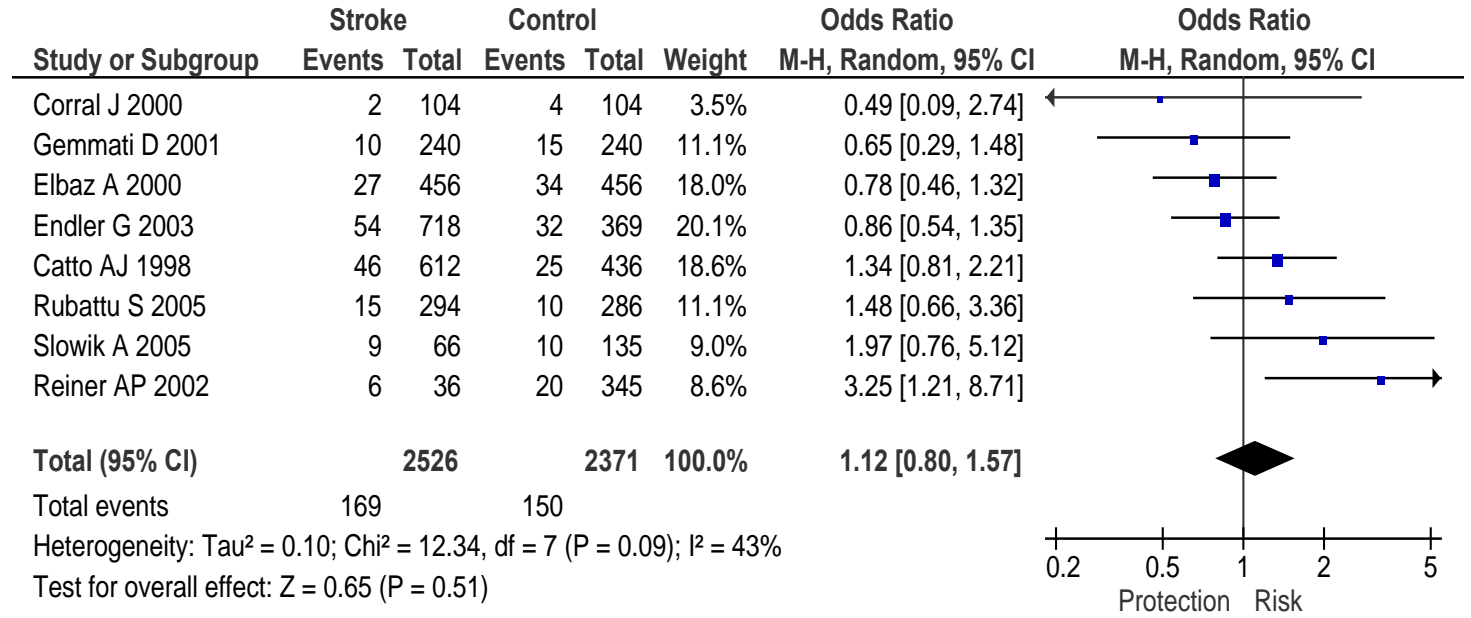 Stroke Control Odds Ratio Odds Ratio
Study or Subgroup Events Total Events Total Weight M-H, Random, 95% CI M-H, Random, 95% CI
Corral J 2000 2 104 4 104 3.5% 0.49 [0.09, 2.74]
Gemmati D 2001 10 240 15 240 11.1% 0.65 [0.29, 1.48]
Elbaz A 2000 27 456 34 456 18.0% 0.78 [0.46, 1.32]
Endler G 2003 54 718 32 369 20.1% 0.86 [0.54, 1.35]
Catto AJ 1998 46 612 25 436 18.6% 1.34 [0.81, 2.21]
Rubattu S 2005 15 294 10 286 11.1% 1.48 [0.66, 3.36]
Slowik A 2005 9 66 10 135 9.0% 1.97 [0.76, 5.12]
Reiner AP 2002 6 36 20 345 8.6% 3.25 [1.21, 8.71]
Total (95% CI) 2526 2371 100.0% 1.12 [0.80, 1.57]
Total events 169 150
Heterogeneity: Tau² = 0.10; Chi² = 12.34, df = 7 (P = 0.09); I² = 43%
Test for overall effect: Z = 0.65 (P = 0.51)
0.2 0.5 1 2 5
Protection Risk